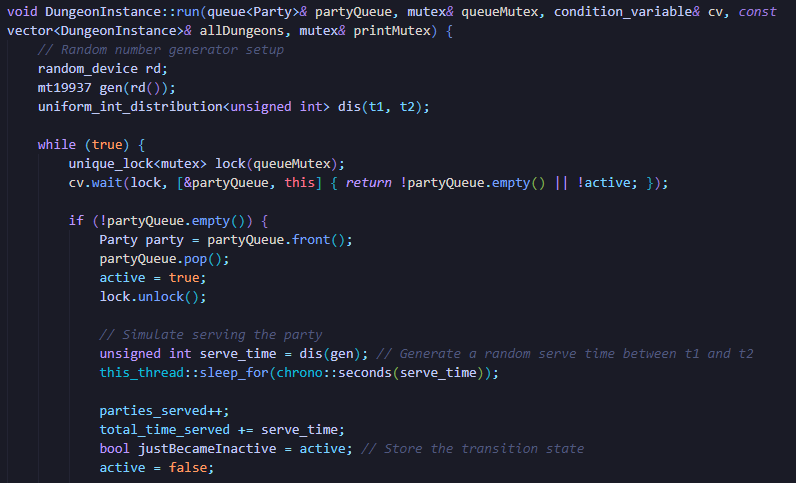 void DungeonInstance::run(queue<Party>& partyQueue, mutex& queueMutex, condition_variable& cv, const
vector<DungeonInstance>& allDungeons, mutex& printMutex) {
    // Random number generator setup
    random_device rd;
    mt19937 gen(rd());
    uniform_int_distribution<unsigned int> dis(t1, t2);

    while (true) {
        unique_lock<mutex> lock(queueMutex);
        cv.wait(lock, [&partyQueue, this] { return !partyQueue.empty() || !active; });

        if (!partyQueue.empty()) {
            Party party = partyQueue.front();
            partyQueue.pop();
            active = true;
            lock.unlock();

            // Simulate serving the party
            unsigned int serve_time = dis(gen); // Generate a random serve time between t1 and t2
            this_thread::sleep_for(chrono::seconds(serve_time));

            parties_served++;
            total_time_served += serve_time;
            bool justBecameInactive = active; // Store the transition state
            active = false;